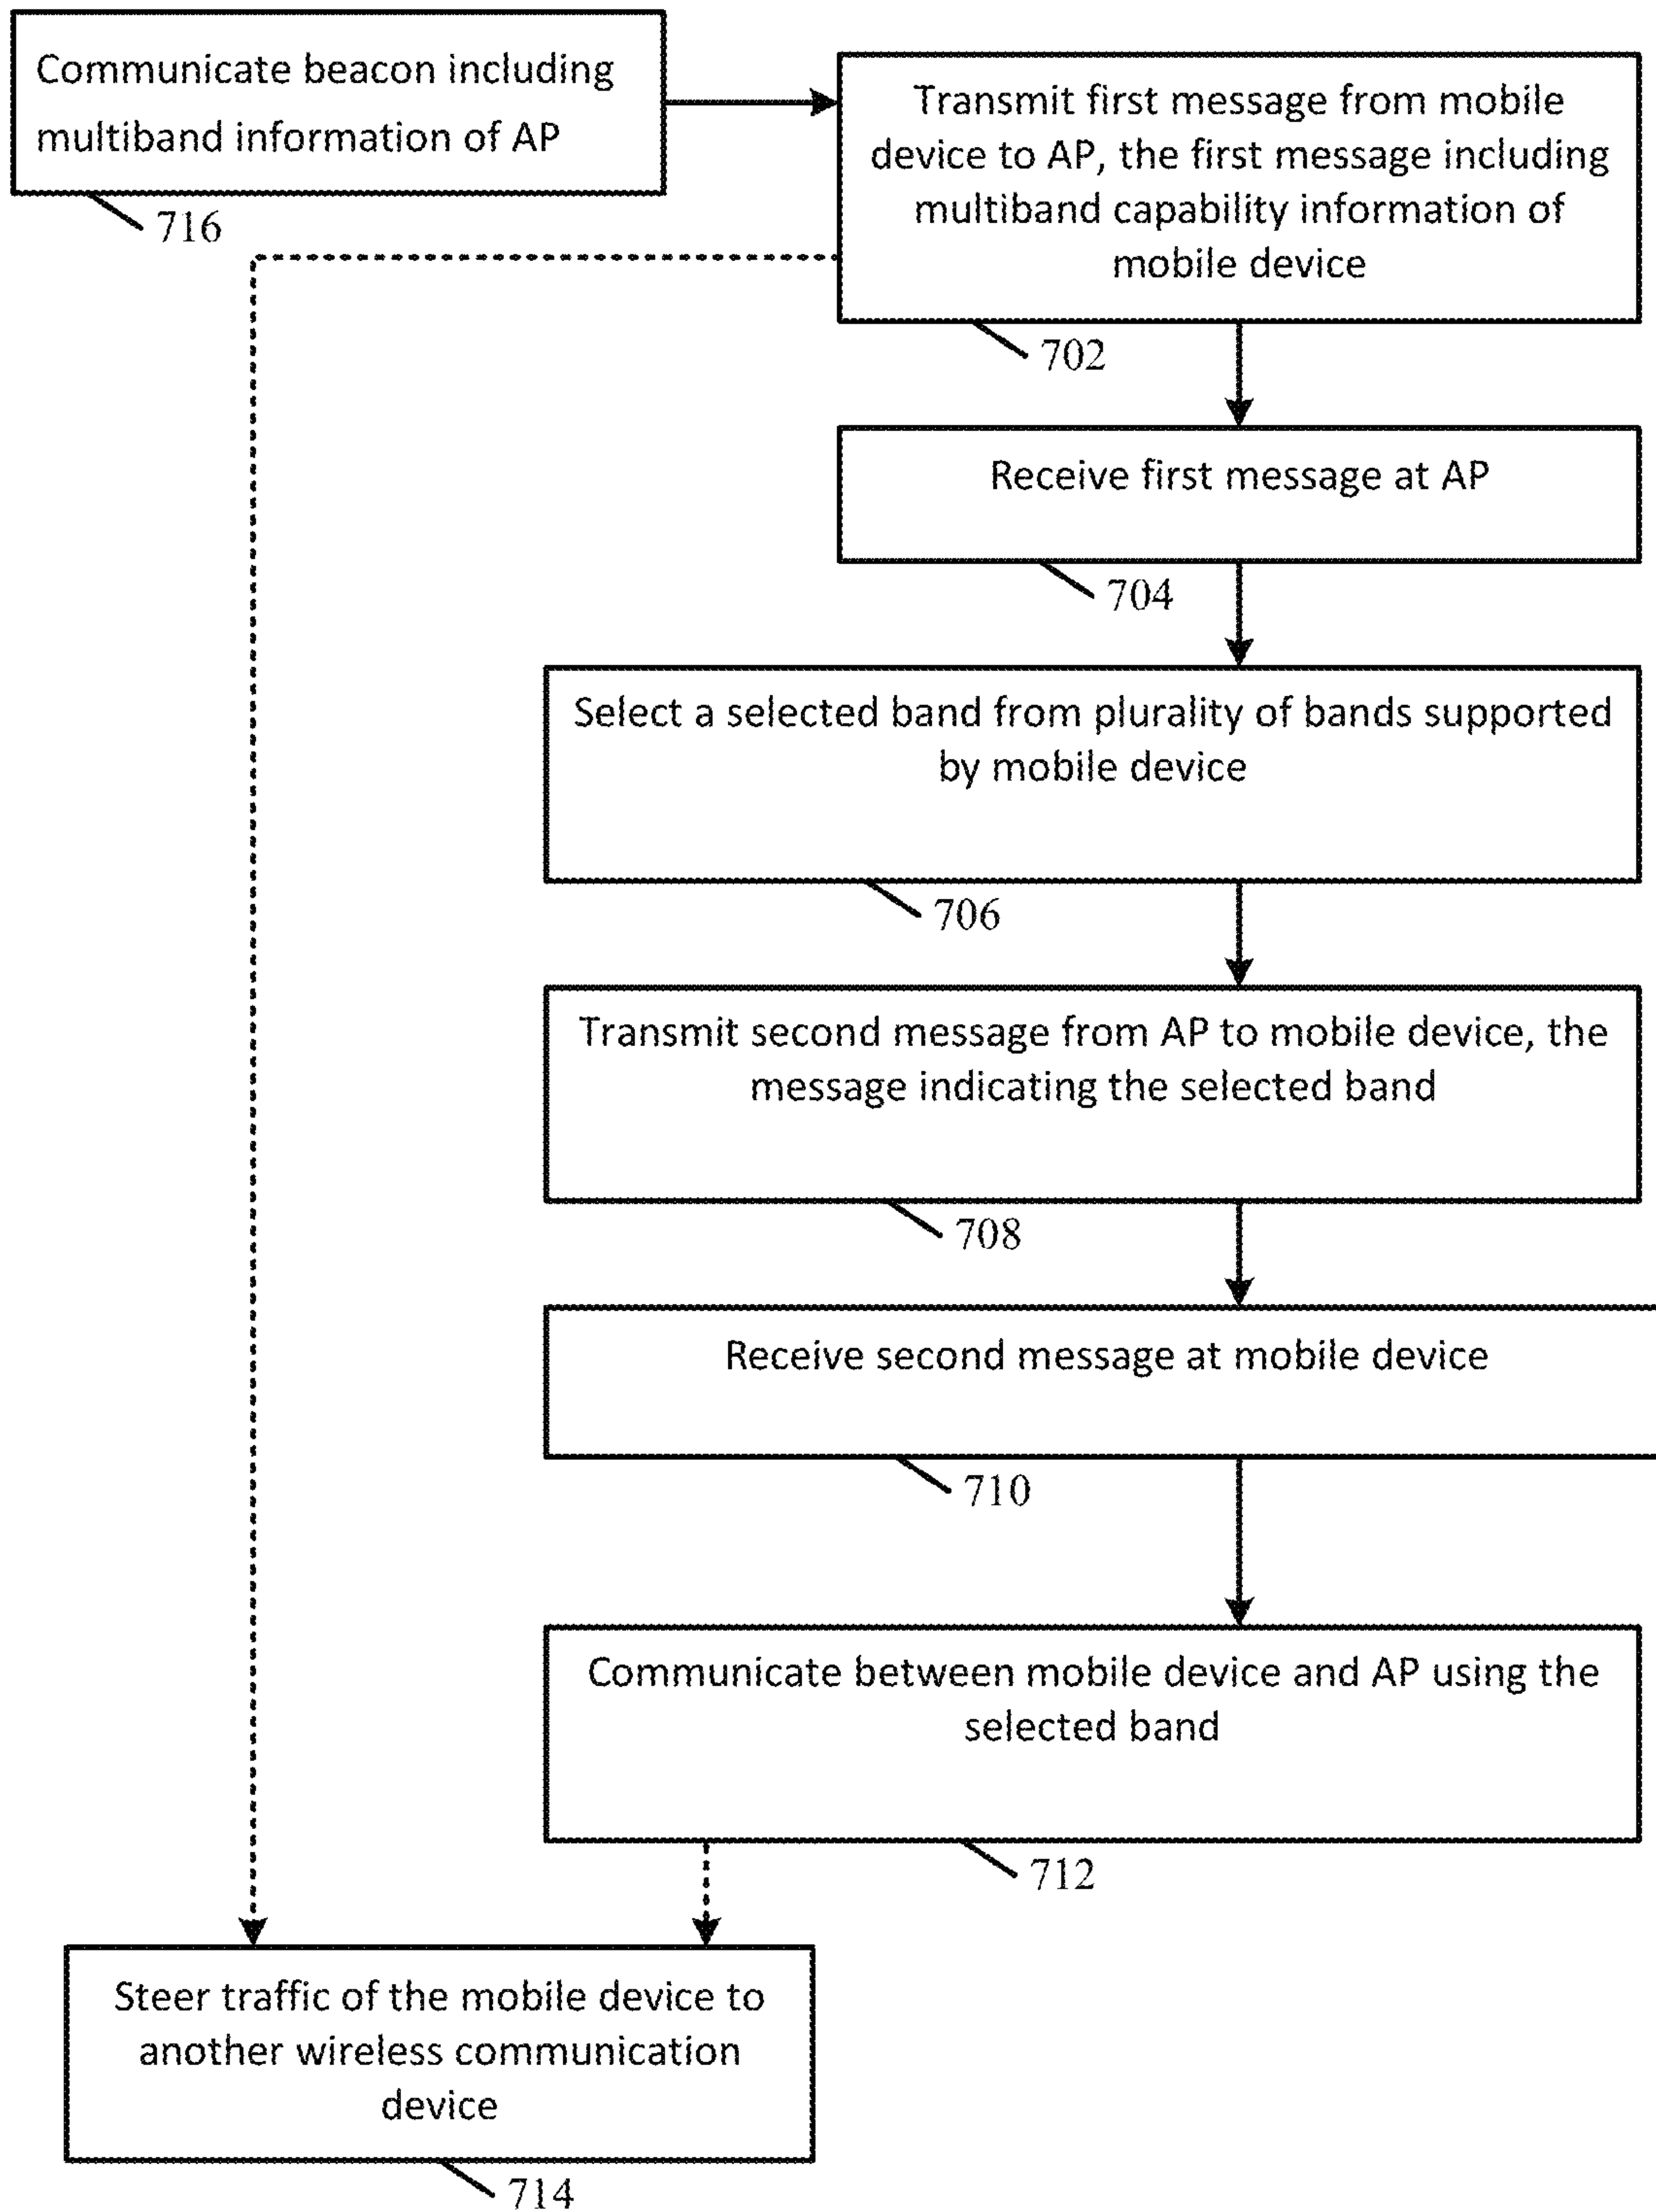 Communicate beacon including
multiband information of AP
716
Transmit first message from mobile
device to AP, the first message including
multiband capability information of
mobile device
702
Receive first message at AP
704
Select a selected band from plurality of bands supported
by mobile device
706
Transmit second message from AP to mobile device, the
message indicating the selected band
708
Receive second message at mobile device
710
Communicate between mobile device and AP using the
selected band
712
Steer traffic of the mobile device to
another wireless communication
device
714